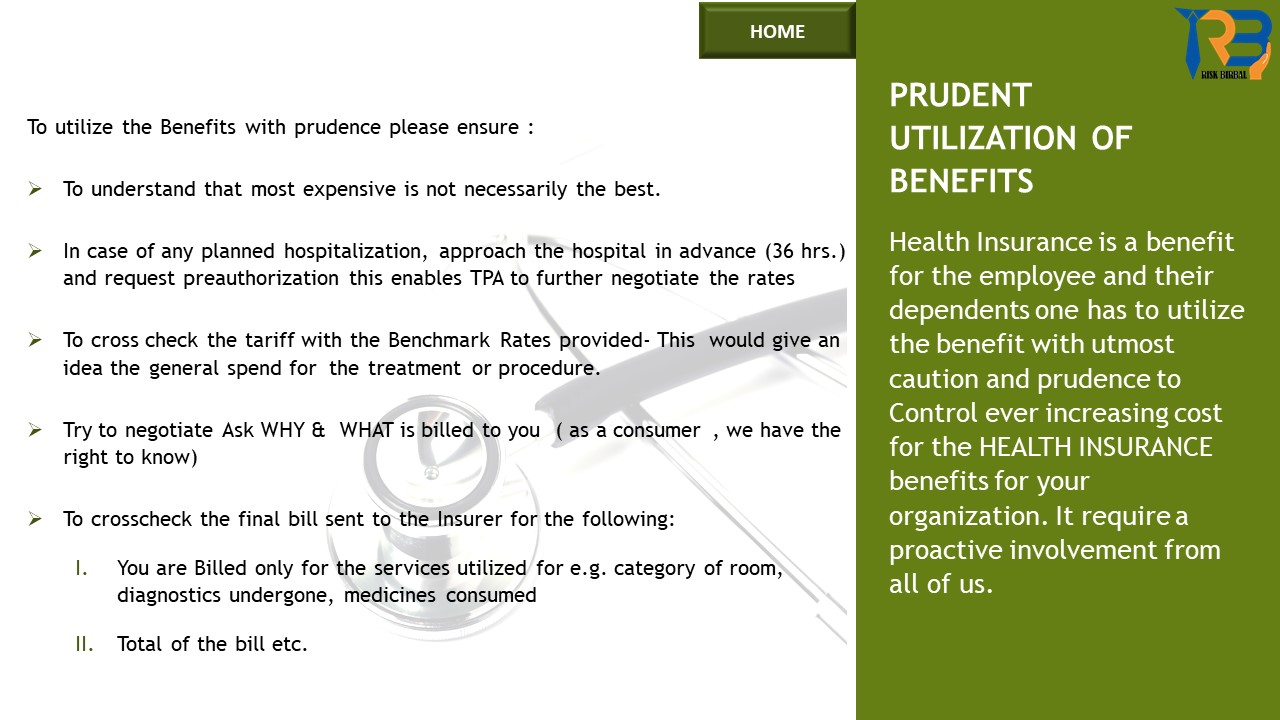 HOME
RB
RISK BIRBAL
To utilize the Benefits with prudence please ensure :
➢ To understand that most expensive is not necessarily the best.
➢ In case of any planned hospitalization, approach the hospital in advance (36 hrs.)
and request preauthorization this enables TPA to further negotiate the rates
➢ To cross check the tariff with the Benchmark Rates provided- This would give an
idea the general spend for the treatment or procedure.
➢ Try to negotiate Ask WHY & WHAT is billed to you ( as a consumer , we have the
right to know)
➢ To crosscheck the final bill sent to the Insurer for the following:
I. You are Billed only for the services utilized for e.g. category of room,
diagnostics undergone, medicines consumed
II. Total of the bill etc.
PRUDENT
UTILIZATION OF
BENEFITS
Health Insurance is a benefit
for the employee and their
dependents one has to utilize
the benefit with utmost
caution and prudence to
Control ever increasing cost
for the HEALTH INSURANCE
benefits for your
organization. It require a
proactive involvement from
all of us.